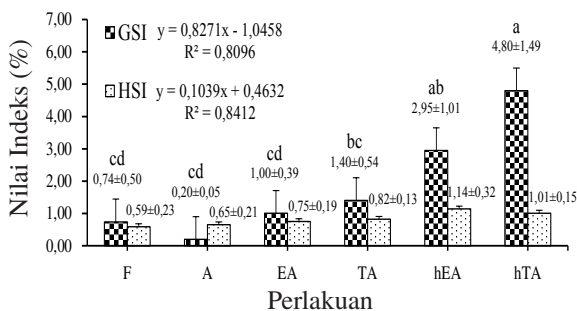 7,00
6,00
5,00
4,00
3,00
2,00
1,00
0,00
Nilai Indeks (%)
GSI y = 0,8271x - 1,0458
R² = 0,8096
HSI y = 0,1039x + 0,4632
R² = 0,8412
cd
0,74±0,50
0,59±0,23
cd
0,20±0,05
0,65±0,21
cd
1,00±0,39
0,75±0,19
bc
1,40±0,54
0,82±0,13
ab
2,95±1,01
1,14±0,32
a
4,80±1,49
1,01±0,15
F A EA TA hEA hTA
Perlakuan